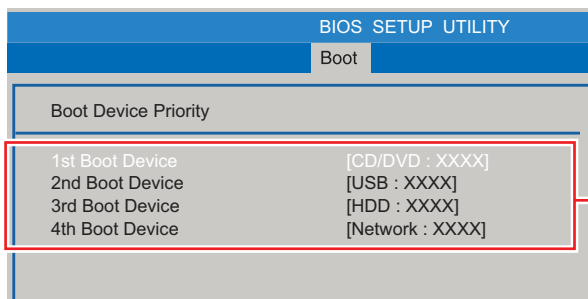 BIOS SETUP UTILITY
Boot
Boot Device Priority
1st Boot Device [CD/DVD : XXXX]
2nd Boot Device [USB : XXXX]
3rd Boot Device [HDD : XXXX]
4th Boot Device [Network : XXXX]